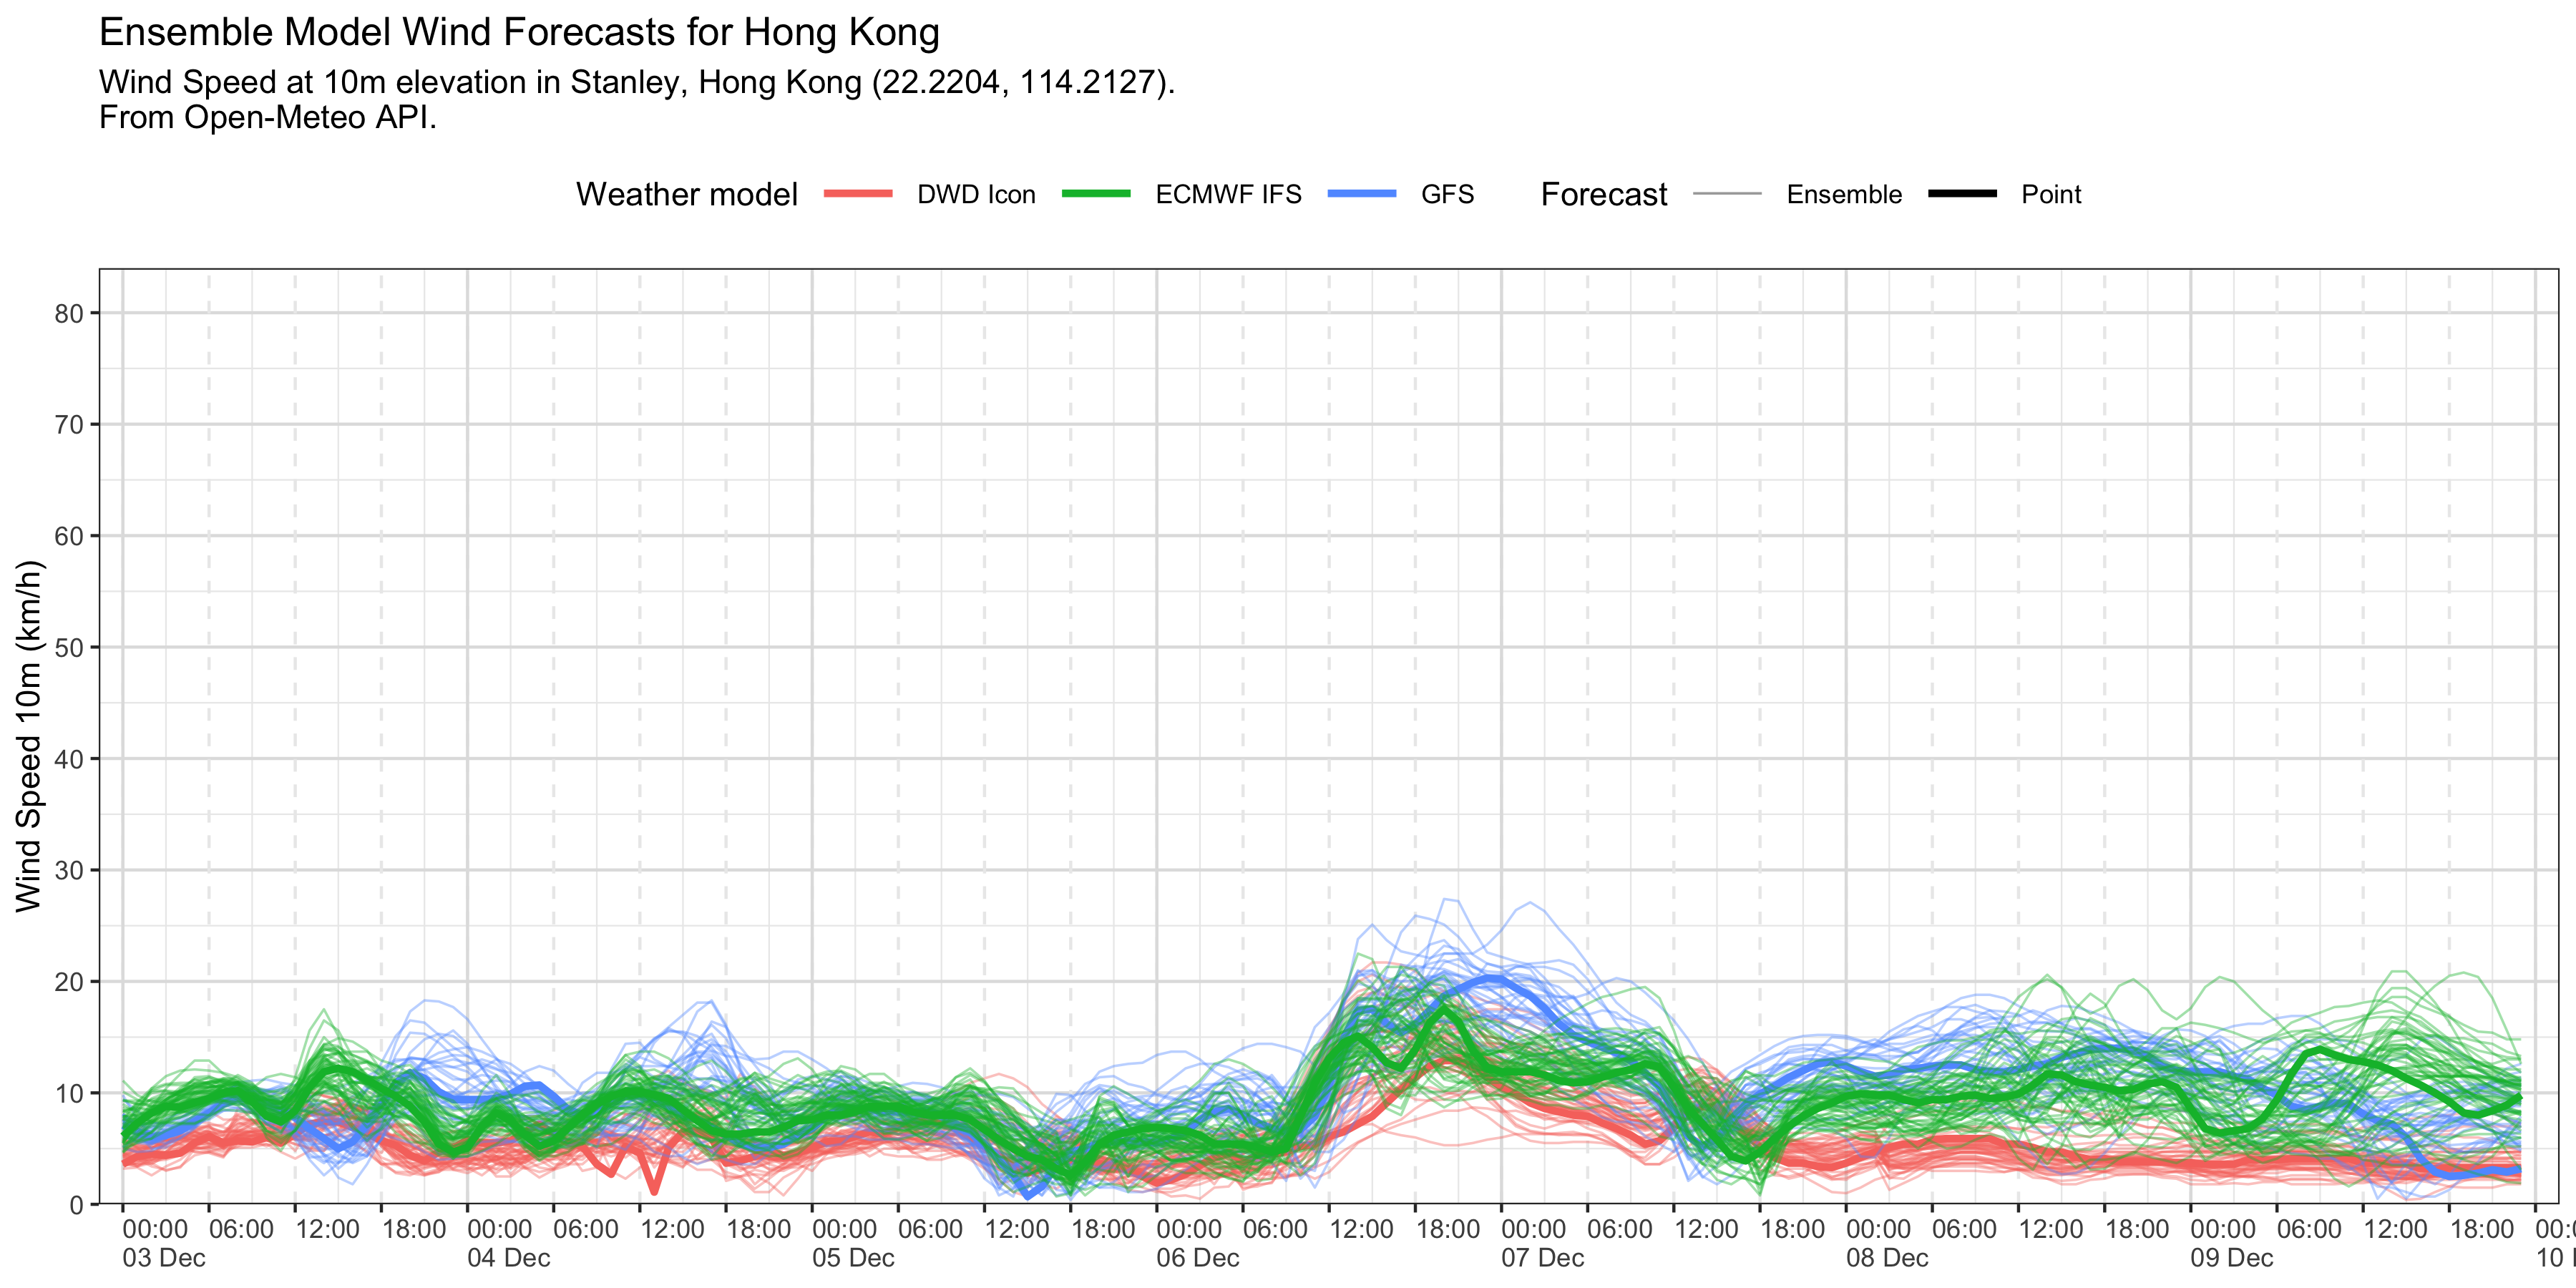 Ensemble Model Wind Forecasts for Hong Kong
Wind Speed at 10m elevation in Stanley, Hong Kong (22.2204, 114.2127).
From Open-Meteo API.
Weather model DWD Icon ECMWF IFS GFS Forecast Ensemble Point
Wind Speed 10m (km/h)
80
70
60
50
40
30
20
10
0
00:00 06:00 12:00 18:00 00:00 06:00 12:00 18:00 00:00 06:00 12:00 18:00 00:00 06:00 12:00 18:00 00:00 06:00 12:00 18:00 00:00 06:00 12:00 18:00 00:00 06:00 12:00 18:00
03 Dec 04 Dec 05 Dec 06 Dec 07 Dec 08 Dec 09 Dec 10